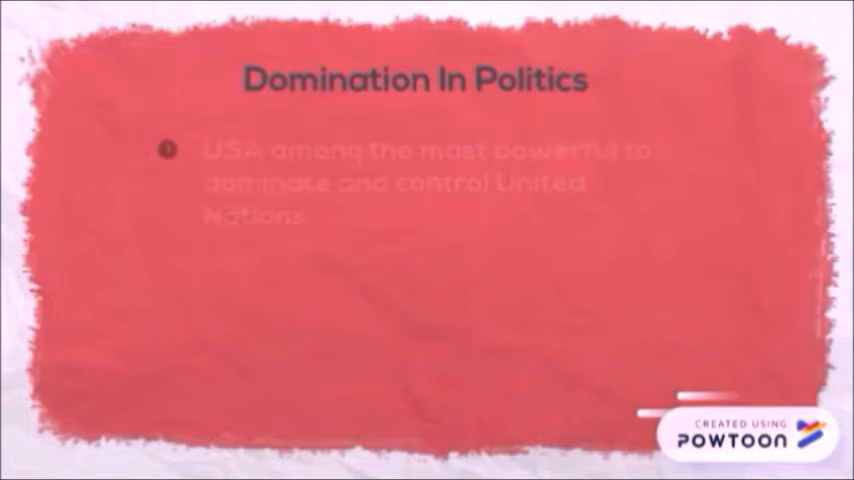 Domination In Politics
USA among the most powerful to
dominate and control United
Nations
CREATED USING
POWTOON